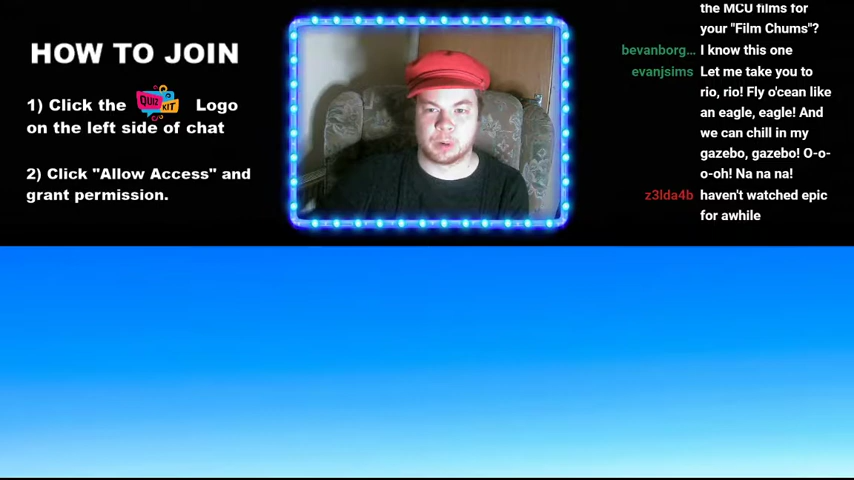 HOW TO JOIN
1) Click the QUIZ KIT Logo
on the left side of chat
2) Click "Allow Access" and
grant permission.
the MCU films for
your "Film Chums"?
bevanborg… I know this one
evanjsims Let me take you to
rio, rio! Fly o'cean like
an eagle, eagle! And
we can chill in my
gazebo, gazebo! O-o-
o-oh! Na na na!
z3lda4b haven't watched epic
for awhile